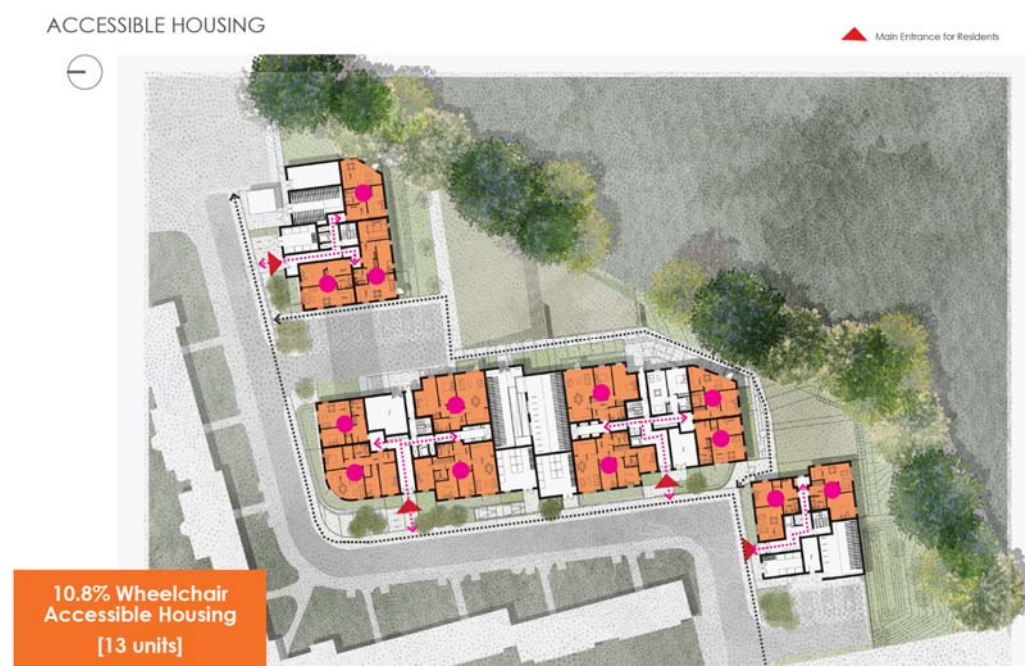 ACCESSIBLE HOUSING
Main Entrance for Residents
10.8% Wheelchair
Accessible Housing
[13 units]